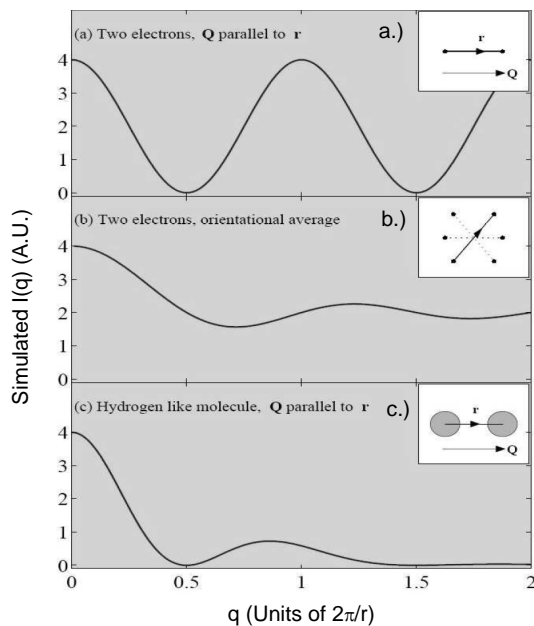 (a) Two electrons, Q parallel to r
a.)
r
Q
4
3
2
1
0
(b) Two electrons, orientational average
b.)
4
3
2
1
0
(c) Hydrogen like molecule, Q parallel to r
c.)
r
Q
4
3
2
1
0
0
0.5
1
1.5
2
Simulated I(q) (A.U.)
q (Units of 2π/r)